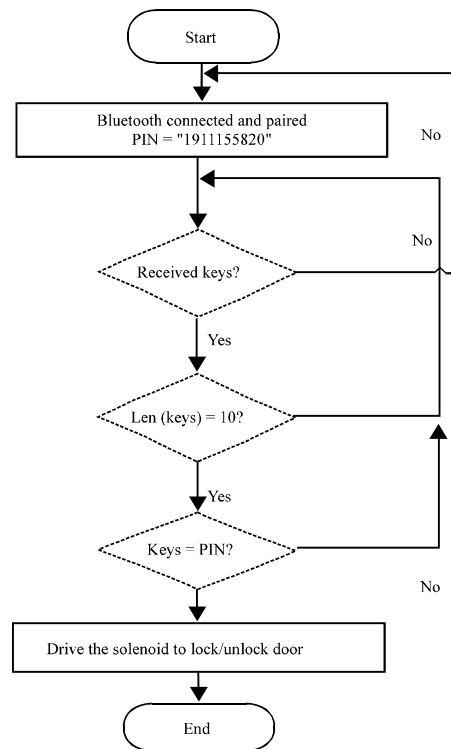 Start
Bluetooth connected and paired
PIN = "1911155820"
No
No
Received keys?
Yes
Len (keys) = 10?
Yes
Keys = PIN?
No
Drive the solenoid to lock/unlock door
End